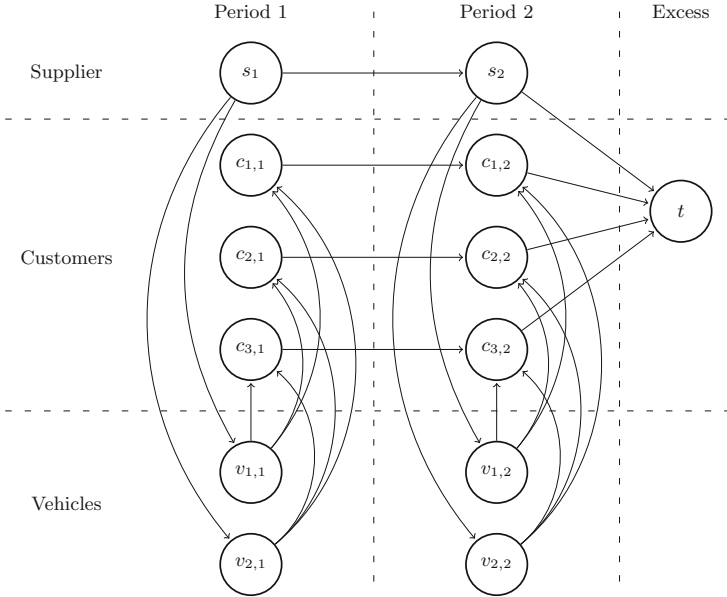 Period 1 Period 2 Excess
Supplier s₁ s₂
c₁,₁ c₁,₂
t
Customers c₂,₁ c₂,₂
c₃,₁ c₃,₂
v₁,₁ v₁,₂
Vehicles
v₂,₁ v₂,₂